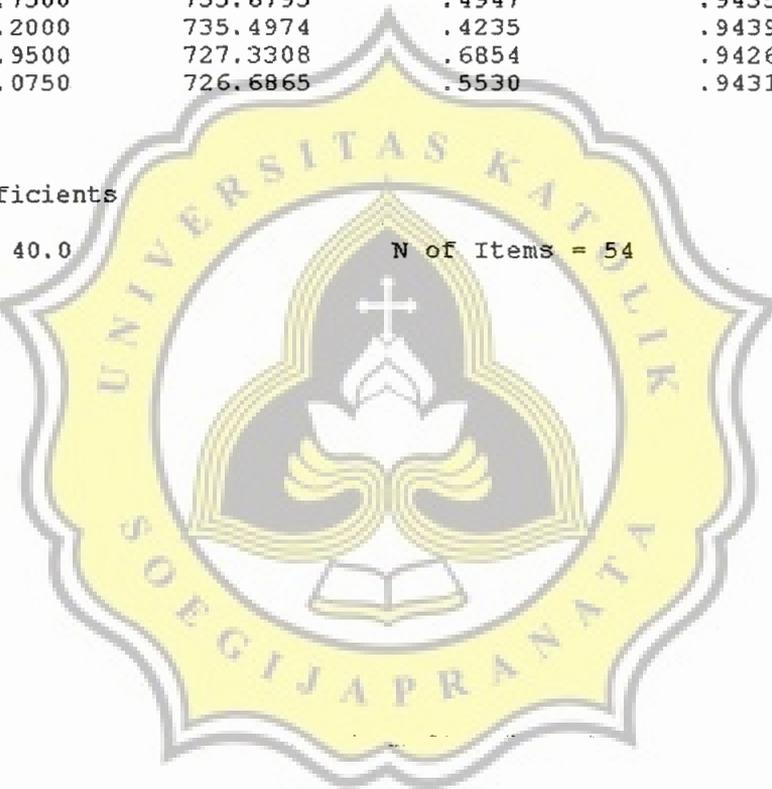 .2000 735.4974 .4235 .9439
.9500 727.3308 .6854 .9426
.0750 726.6865 .5530 .9431
ficients
40.0 N of Items = 54
UNIVERSITAS KATOLIK
SOEGIJAPRANATA